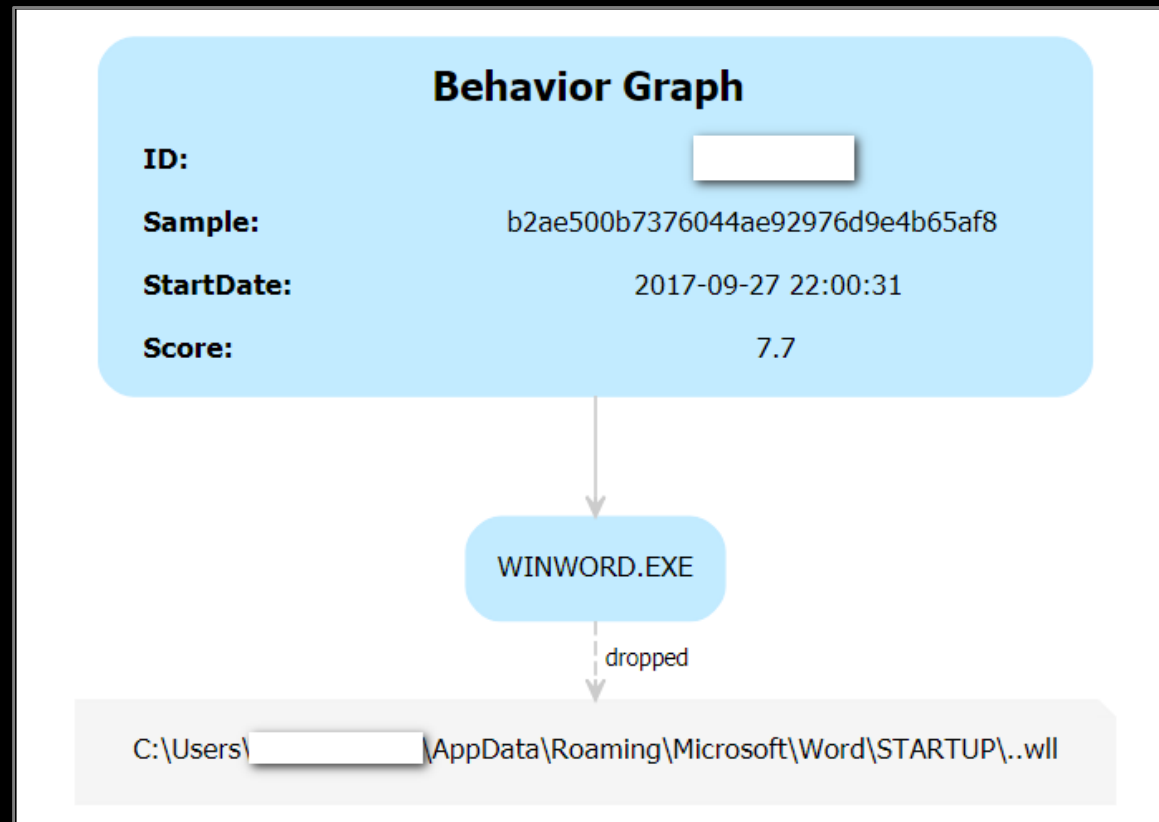 Behavior Graph
ID:
Sample: b2ae500b7376044ae92976d9e4b65af8
StartDate: 2017-09-27 22:00:31
Score: 7.7
WINWORD.EXE
dropped
C:\Users\ \AppData\Roaming\Microsoft\Word\STARTUP\..wll